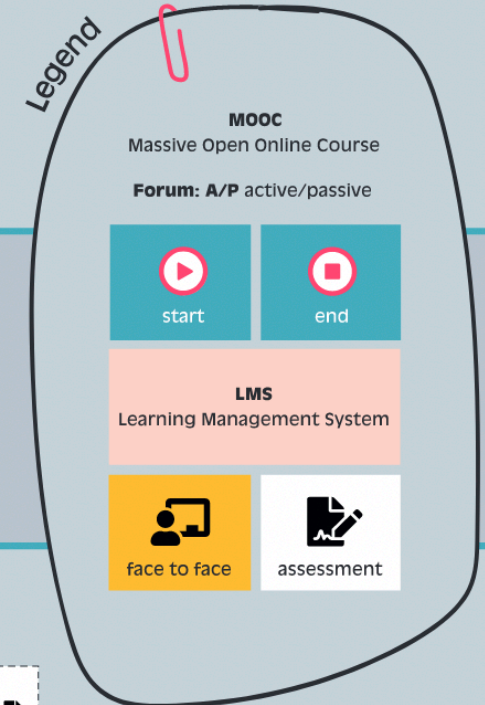 Legend
MOOC
Massive Open Online Course
Forum: A/P active/passive
start
end
LMS
Learning Management System
face to face
assessment